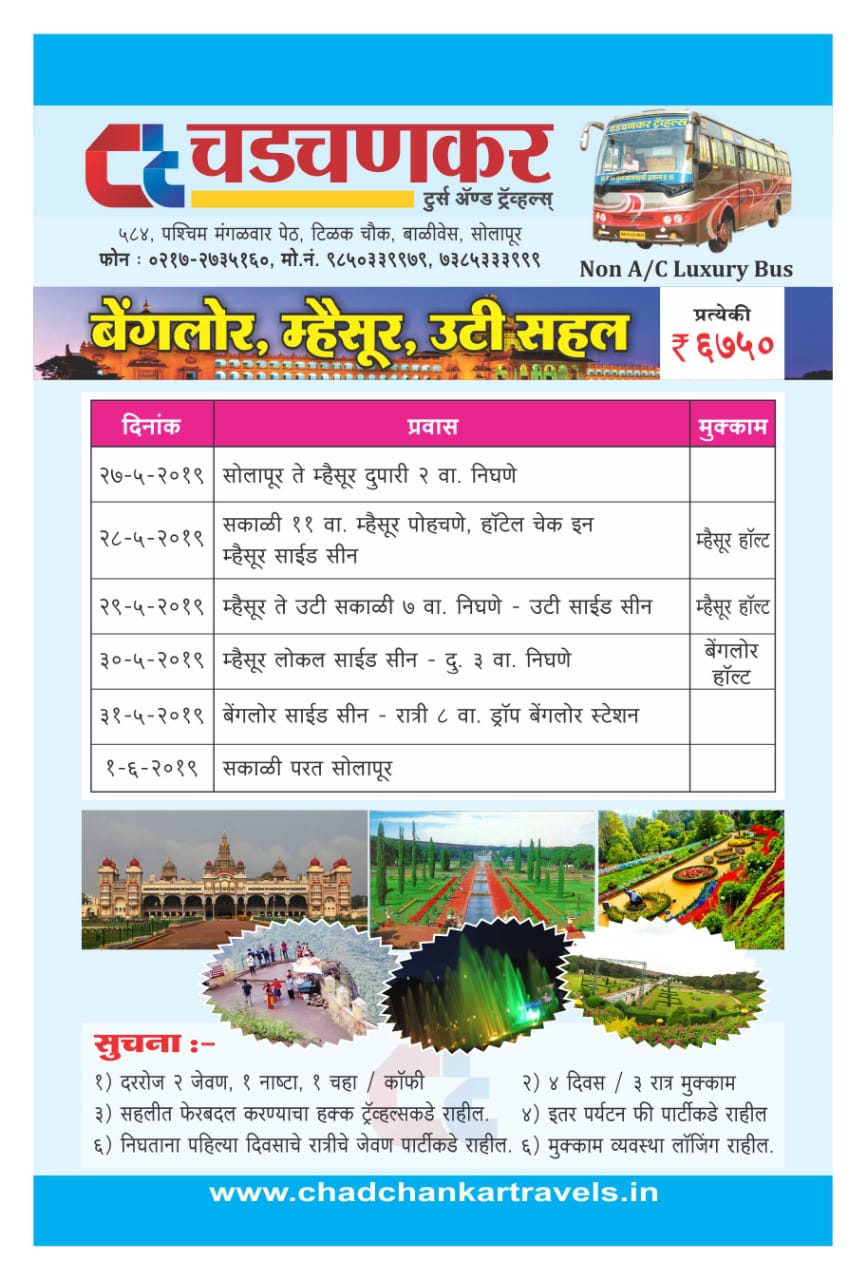 चडचणकर
टुर्स ॲण्ड ट्रॅव्हल्स्
५८४, पश्चिम मंगळवार पेठ, टिळक चौक, बाळीवेस, सोलापूर
फोन : ०२१७-२७३५१६०, मो.नं. ९८५०३३९९७९, ७३८५३३३९९९
चडचणकर ट्रॅव्हल्स
Non A/C Luxury Bus
बेंगलोर, म्हैसूर, उटी सहल
प्रत्येकी
₹ ६७५०
दिनांक प्रवास मुक्काम
२७-५-२०१९ सोलापूर ते म्हैसूर दुपारी २ वा. निघणे
२८-५-२०१९ सकाळी ११ वा. म्हैसूर पोहचणे, हॉटेल चेक इन
म्हैसूर साईड सीन म्हैसूर हॉल्ट
२९-५-२०१९ म्हैसूर ते उटी सकाळी ७ वा. निघणे - उटी साईड सीन म्हैसूर हॉल्ट
३०-५-२०१९ म्हैसूर लोकल साईड सीन - दु. ३ वा. निघणे बेंगलोर
हॉल्ट
३१-५-२०१९ बेंगलोर साईड सीन - रात्री ८ वा. ड्रॉप बेंगलोर स्टेशन
१-६-२०१९ सकाळी परत सोलापूर
सुचना :-
१) दररोज २ जेवण, १ नाष्टा, १ चहा / कॉफी २) ४ दिवस / ३ रात्र मुक्काम
३) सहलीत फेरबदल करण्याचा हक्क ट्रॅव्हल्सकडे राहील. ४) इतर पर्यटन फी पार्टीकडे राहील
६) निघताना पहिल्या दिवसाचे रात्रीचे जेवण पार्टीकडे राहील. ६) मुक्काम व्यवस्था लॉजिंग राहील.
www.chadchankartravels.in